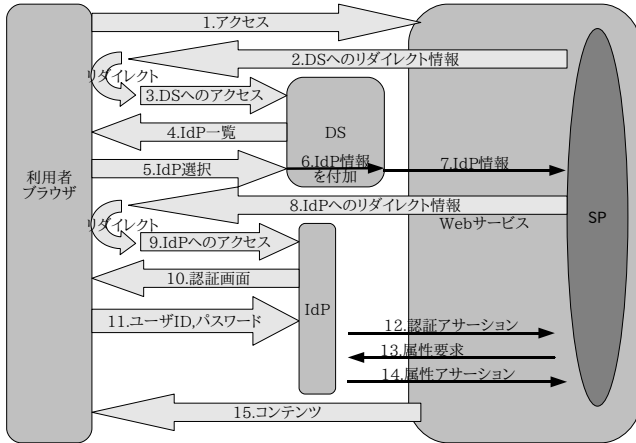 1.アクセス
2.DSへのリダイレクト情報
リダイレクト
3.DSへのアクセス
DS
4.IdP一覧
5.IdP選択
6.IdP情報
を付加
7.IdP情報
利用者
ブラウザ
8.IdPへのリダイレクト情報
Webサービス
SP
リダイレクト
9.IdPへのアクセス
10.認証画面
IdP
11.ユーザID,パスワード
12.認証アサーション
13.属性要求
14.属性アサーション
15.コンテンツ